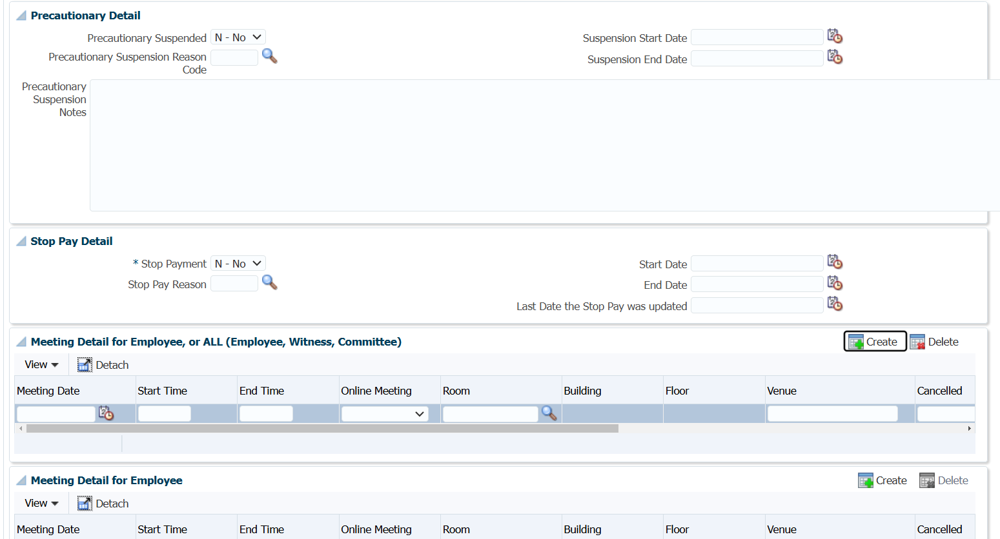 Precautionary Detail
Precautionary Suspended N - No
Suspension Start Date
Precautionary Suspension Reason
Code
Suspension End Date
Precautionary
Suspension
Notes
Stop Pay Detail
* Stop Payment N - No
Start Date
Stop Pay Reason
End Date
Last Date the Stop Pay was updated
Meeting Detail for Employee, or ALL (Employee, Witness, Committee) Create Delete
View Detach
Meeting Date Start Time End Time Online Meeting Room Building Floor Venue Cancelled
Meeting Detail for Employee Create Delete
View Detach
Meeting Date Start Time End Time Online Meeting Room Building Floor Venue Cancelled